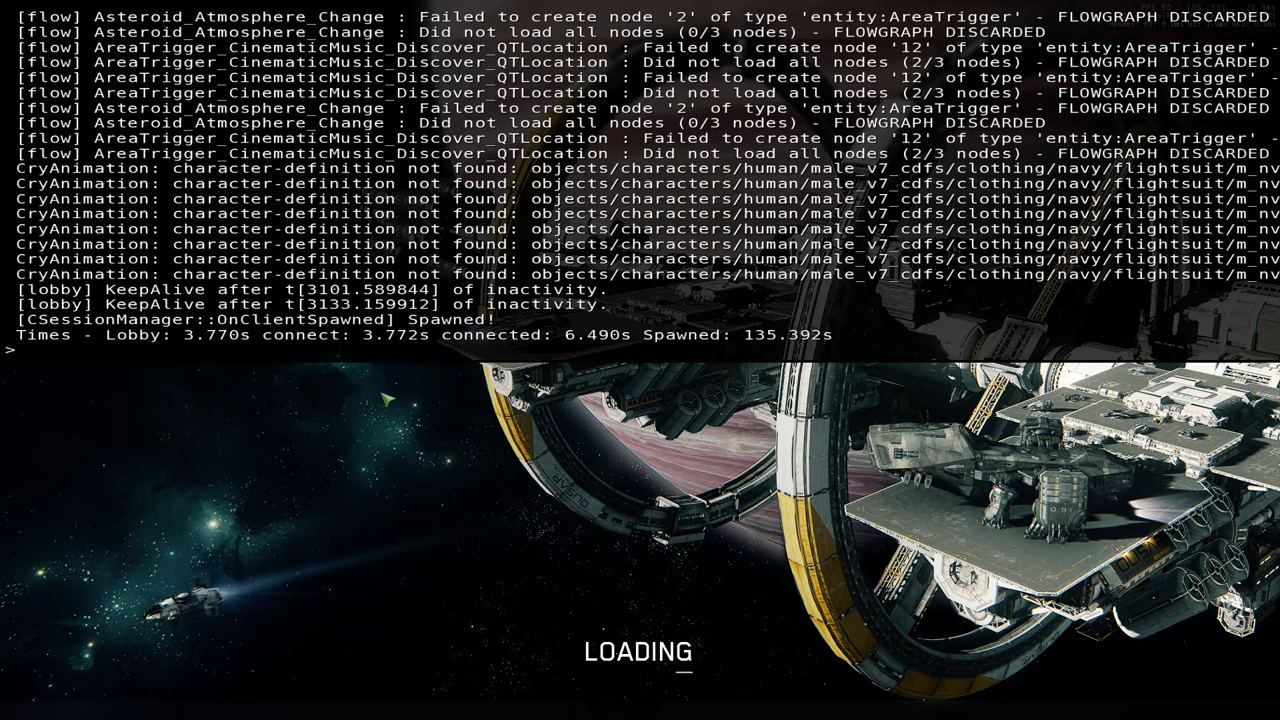 [flow] Asteroid_Atmosphere_Change : Failed to create node '2' of type 'entity:AreaTrigger' - FLOWGRAPH DISCARDED
[flow] Asteroid_Atmosphere_Change : Did not load all nodes (0/3 nodes) - FLOWGRAPH DISCARDED
[flow] AreaTrigger_CinematicMusic_Discover_QTLocation : Failed to create node '12' of type 'entity:AreaTrigger' -
[flow] AreaTrigger_CinematicMusic_Discover_QTLocation : Did not load all nodes (2/3 nodes) - FLOWGRAPH DISCARDED
[flow] AreaTrigger_CinematicMusic_Discover_QTLocation : Failed to create node '12' of type 'entity:AreaTrigger' -
[flow] AreaTrigger_CinematicMusic_Discover_QTLocation : Did not load all nodes (2/3 nodes) - FLOWGRAPH DISCARDED
[flow] Asteroid_Atmosphere_Change : Failed to create node '2' of type 'entity:AreaTrigger' - FLOWGRAPH DISCARDED
[flow] Asteroid_Atmosphere_Change : Did not load all nodes (0/3 nodes) - FLOWGRAPH DISCARDED
[flow] AreaTrigger_CinematicMusic_Discover_QTLocation : Failed to create node '12' of type 'entity:AreaTrigger' -
[flow] AreaTrigger_CinematicMusic_Discover_QTLocation : Did not load all nodes (2/3 nodes) - FLOWGRAPH DISCARDED
CryAnimation: character-definition not found: objects/characters/human/male_v7_cdfs/clothing/navy/flightsuit/m_nv
CryAnimation: character-definition not found: objects/characters/human/male_v7_cdfs/clothing/navy/flightsuit/m_nv
CryAnimation: character-definition not found: objects/characters/human/male_v7_cdfs/clothing/navy/flightsuit/m_nv
CryAnimation: character-definition not found: objects/characters/human/male_v7_cdfs/clothing/navy/flightsuit/m_nv
CryAnimation: character-definition not found: objects/characters/human/male_v7_cdfs/clothing/navy/flightsuit/m_nv
CryAnimation: character-definition not found: objects/characters/human/male_v7_cdfs/clothing/navy/flightsuit/m_nv
CryAnimation: character-definition not found: objects/characters/human/male_v7_cdfs/clothing/navy/flightsuit/m_nv
CryAnimation: character-definition not found: objects/characters/human/male_v7_cdfs/clothing/navy/flightsuit/m_nv
[lobby] KeepAlive after t[3101.589844] of inactivity.
[lobby] KeepAlive after t[3133.159912] of inactivity.
[CSessionManager::OnClientSpawned] Spawned!
Times - Lobby: 3.770s connect: 3.772s connected: 6.490s Spawned: 135.392s
>
OLISAR
LOADING